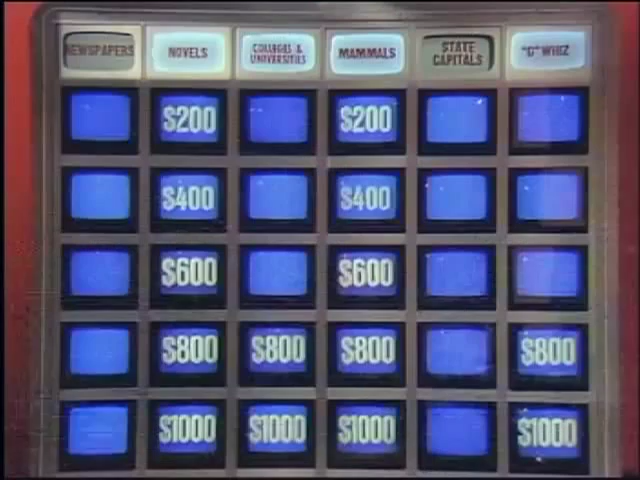 NEWSPAPERS NOVELS COLLEGES & UNIVERSITIES MAMMALS STATE CAPITALS "G" WHIZ
$200 $200
$400 $400
$600 $600
$800 $800 $800 $800
$1000 $1000 $1000 $1000